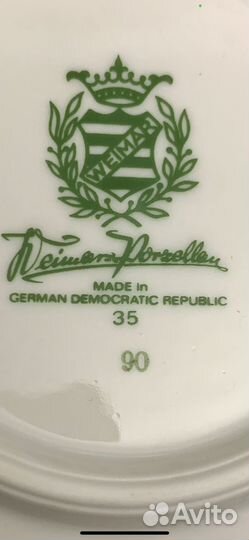 WEIMAR
Weimar Porzellan
MADE in
GERMAN DEMOCRATIC REPUBLIC
35
90
Avito